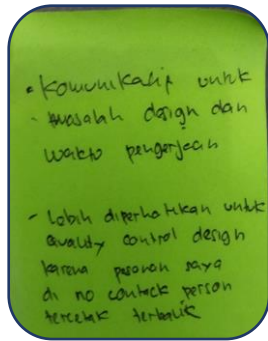 • Komunikatif untuk
- masalah design dan
waktu pengerjaan
- Lebih diperhatikan untuk
quality control design
karena pesanan saya
di no contack person
tercetak terbalik